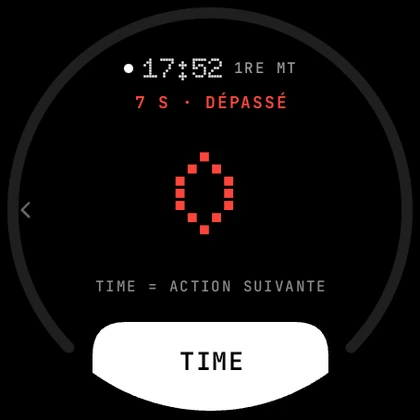 17:52 1RE MT
7 S · DÉPASSÉ
0
TIME = ACTION SUIVANTE
TIME